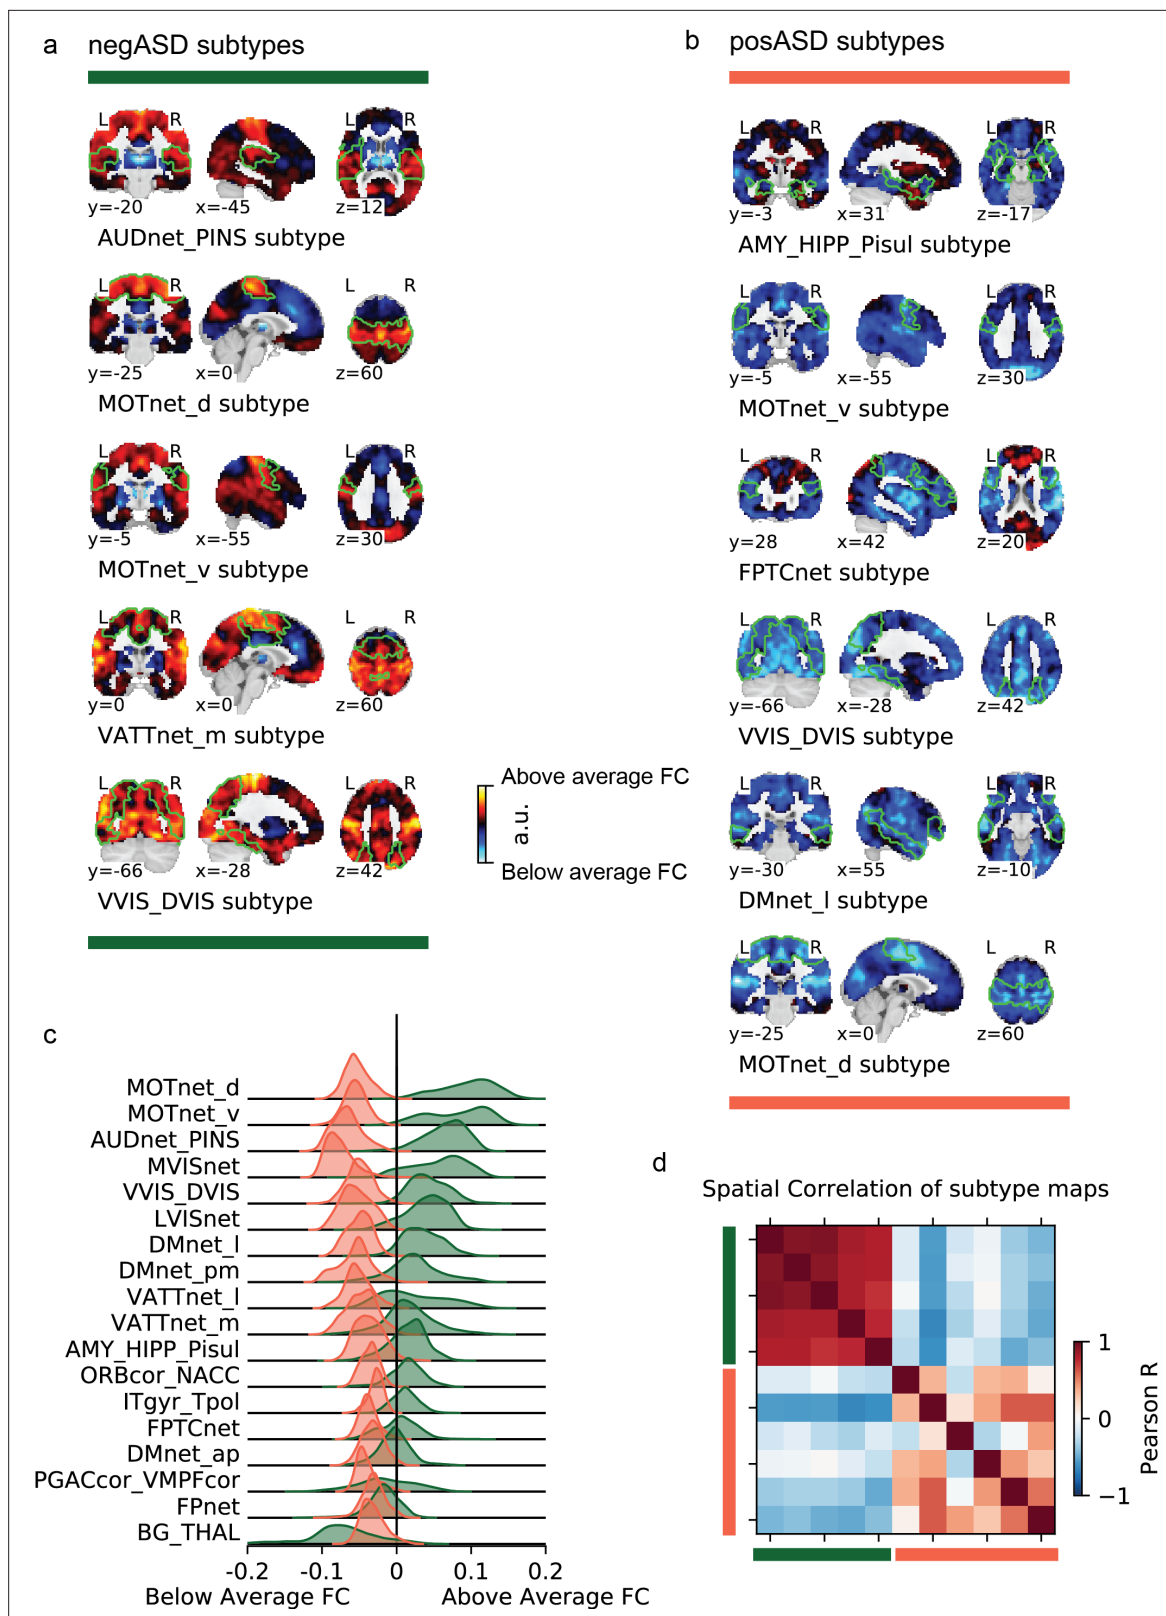 a negASD subtypes
L R
y=-20 x=-45 z=12
AUDnet_PINS subtype
L R
y=-25 x=0 z=60
MOTnet_d subtype
L R
y=-5 x=-55 z=30
MOTnet_v subtype
L R
y=0 x=0 z=60
VATTnet_m subtype
L R
y=-66 x=-28 z=42
VVIS_DVIS subtype
Above average FC
a.u.
Below average FC
b posASD subtypes
L R
y=-3 x=31 z=-17
AMY_HIPP_Pisul subtype
L R
y=-5 x=-55 z=30
MOTnet_v subtype
L R
y=28 x=42 z=20
FPTCnet subtype
L R
y=-66 x=-28 z=42
VVIS_DVIS subtype
L R
y=-30 x=55 z=-10
DMnet_l subtype
L R
y=-25 x=0 z=60
MOTnet_d subtype
c
MOTnet_d
MOTnet_v
AUDnet_PINS
MVISnet
VVIS_DVIS
LVISnet
DMnet_l
DMnet_pm
VATTnet_l
VATTnet_m
AMY_HIPP_Pisul
ORBcor_NACC
ITgyr_Tpol
FPTCnet
DMnet_ap
PGACcor_VMPFcor
FPnet
BG_THAL
-0.2 -0.1 0 0.1 0.2
Below Average FC Above Average FC
d
Spatial Correlation of subtype maps
1
0
−1
Pearson R